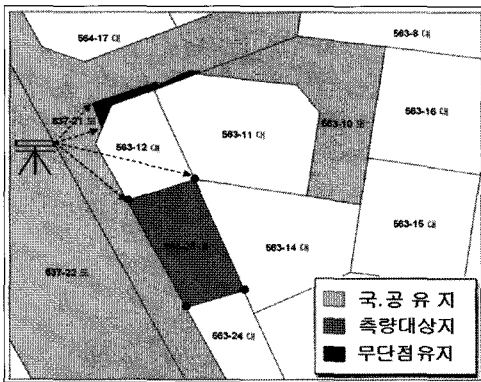 564-17 대
563-8 대
637-21 도
563-10 도
563-16 대
563-12 대
563-11 대
563-14 대
563-15 대
637-22 도
563-24 대
국.공 유 지
측량대상지
무단점유지